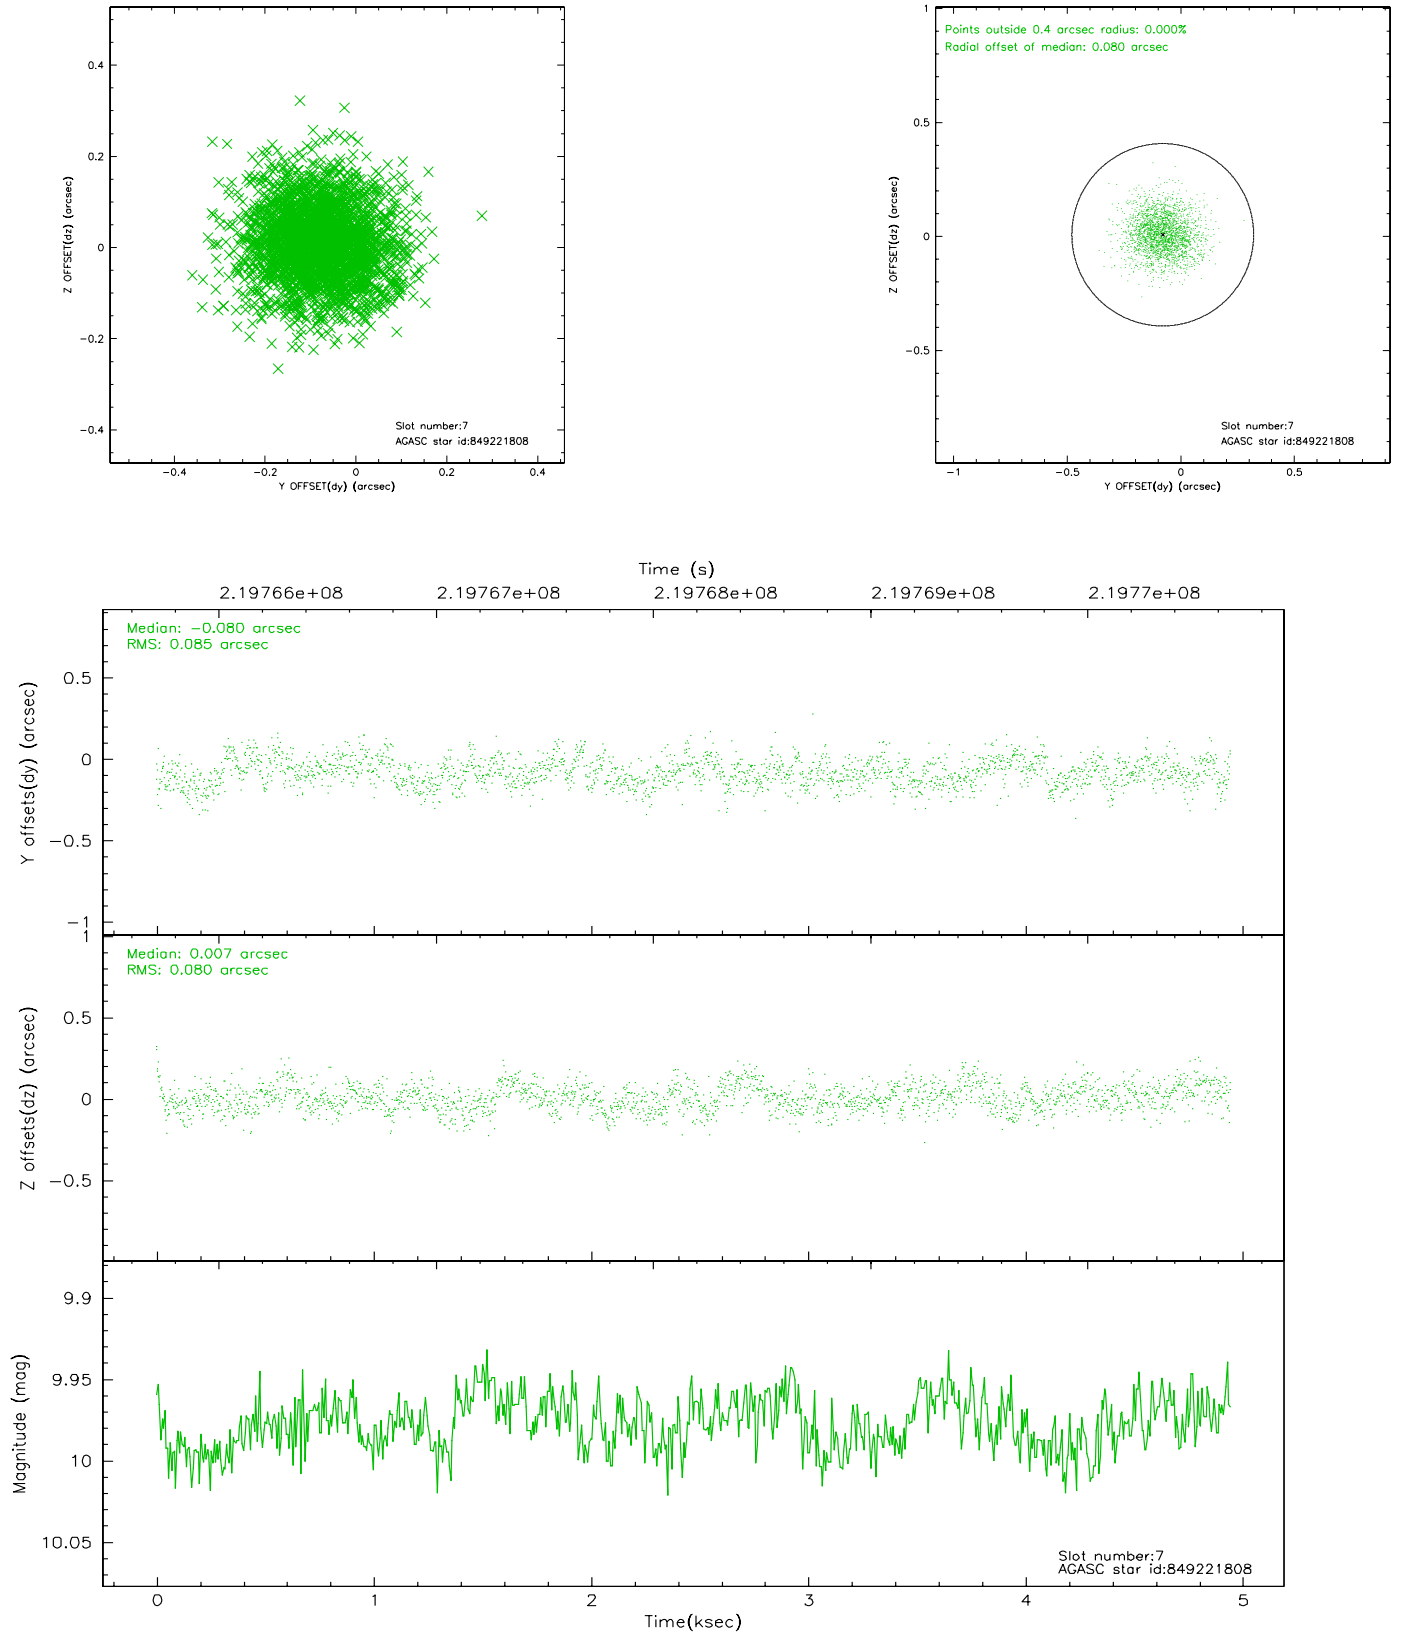 0.4
0.2
0
−0.2
−0.4
Z OFFSET(dz) (arcsec)
−0.4 −0.2 0 0.2 0.4
Y OFFSET(dy) (arcsec)
Slot number:7
AGASC star id:849221808
Points outside 0.4 arcsec radius: 0.000%
Radial offset of median: 0.080 arcsec
1
0.5
0
−0.5
Z OFFSET(dz) (arcsec)
−1 −0.5 0 0.5
Y OFFSET(dy) (arcsec)
Slot number:7
AGASC star id:849221808
Time (s)
2.19766e+08 2.19767e+08 2.19768e+08 2.19769e+08 2.1977e+08
Median: −0.080 arcsec
RMS: 0.085 arcsec
0.5
0
−0.5
−1
Y offsets(dy) (arcsec)
Median: 0.007 arcsec
RMS: 0.080 arcsec
1
0.5
0
−0.5
Z offsets(dz) (arcsec)
9.9
9.95
10
10.05
Magnitude (mag)
Slot number:7
AGASC star id:849221808
0 1 2 3 4 5
Time(ksec)